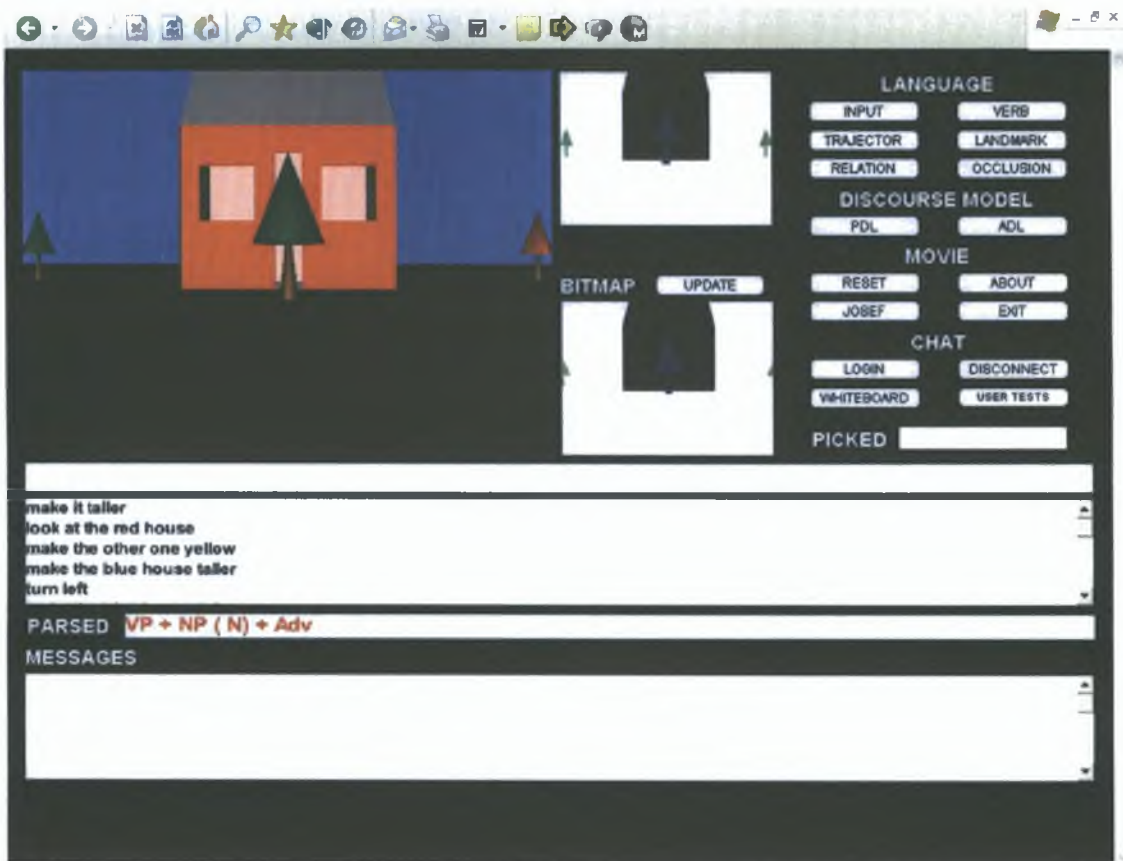 LANGUAGE
INPUT VERB
TRAJECTOR LANDMARK
RELATION OCCLUSION
DISCOURSE MODEL
PDL ADL
MOVIE
BITMAP UPDATE
RESET ABOUT
JOSEF EXIT
CHAT
LOGIN DISCONNECT
WHITEBOARD USER TESTS
PICKED
make it taller
look at the red house
make the other one yellow
make the blue house taller
turn left
PARSED VP + NP ( N) + Adv
MESSAGES